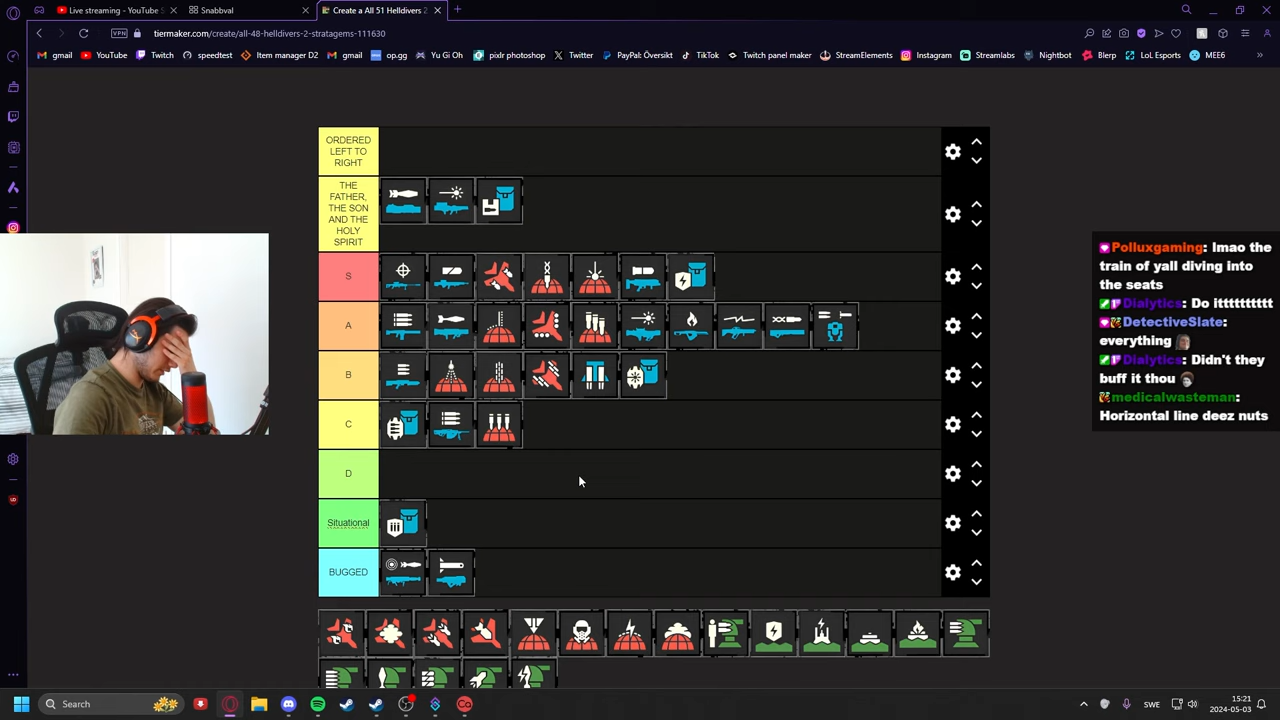 Live streaming - YouTube S
Snabbval
Create a All 51 Helldivers 2
VPN
tiermaker.com/create/all-48-helldivers-2-stratagems-111630
gmail
YouTube
Twitch
speedtest
Item manager D2
gmail
op.gg
Yu Gi Oh
pixlr photoshop
Twitter
PayPal: Översikt
TikTok
Twitch panel maker
StreamElements
Instagram
Streamlabs
Nightbot
Blerp
LoL Esports
MEE6
ORDERED
LEFT TO
RIGHT
THE
FATHER,
THE SON
AND THE
HOLY
SPIRIT
S
A
B
C
D
Situational
BUGGED
Polluxgaming: lmao the
train of yall diving into
the seats
Dialytics: Do itttttttttt
DetectiveSlate:
everything
Dialytics: Didn't they
buff it thou
medicalwasteman:
Horizontal line deez nuts
Search
SWE
15:21
2024-05-03